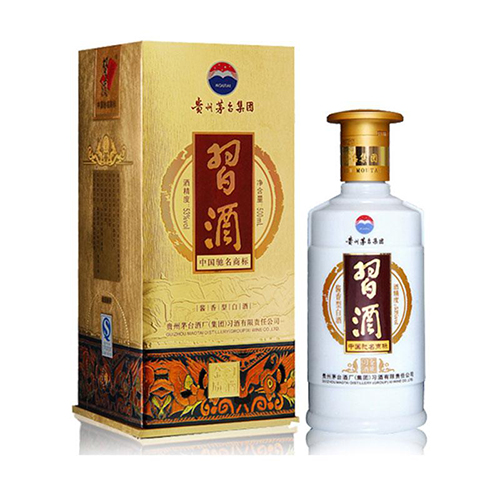 習酒
MOUTAI
贵州茅台集团
酒精度:53%vol
净含量:500mL
習酒
中国驰名商标
酱香型白酒
贵州茅台酒厂(集团)习酒有限责任公司
贵州茅台集团
習酒
酱香型白酒
中国驰名商标
贵州茅台酒厂(集团)习酒有限责任公司